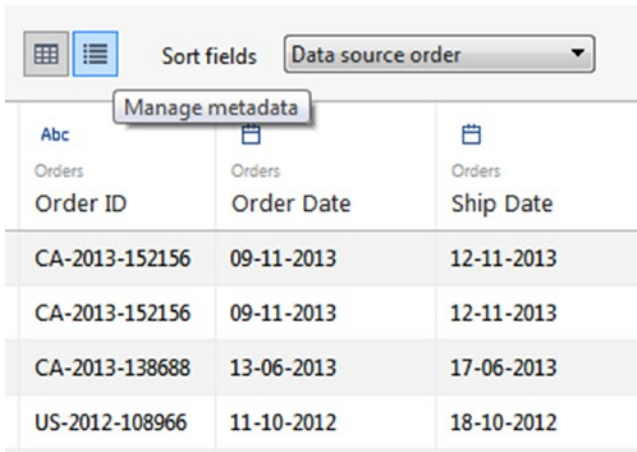 Sort fields Data source order
Manage metadata
Abc
Orders Orders Orders
Order ID Order Date Ship Date
CA-2013-152156 09-11-2013 12-11-2013
CA-2013-152156 09-11-2013 12-11-2013
CA-2013-138688 13-06-2013 17-06-2013
US-2012-108966 11-10-2012 18-10-2012